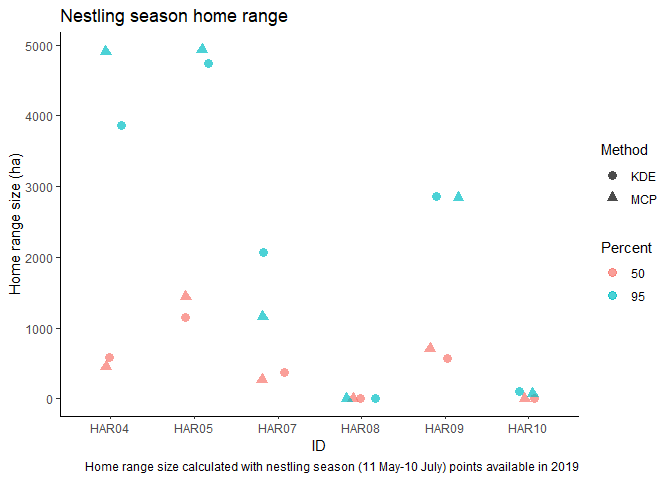 Nestling season home range
Home range size (ha)
5000
4000
3000
2000
1000
0
HAR04 HAR05 HAR07 HAR08 HAR09 HAR10
ID
Home range size calculated with nestling season (11 May-10 July) points available in 2019
Method
KDE
MCP
Percent
50
95